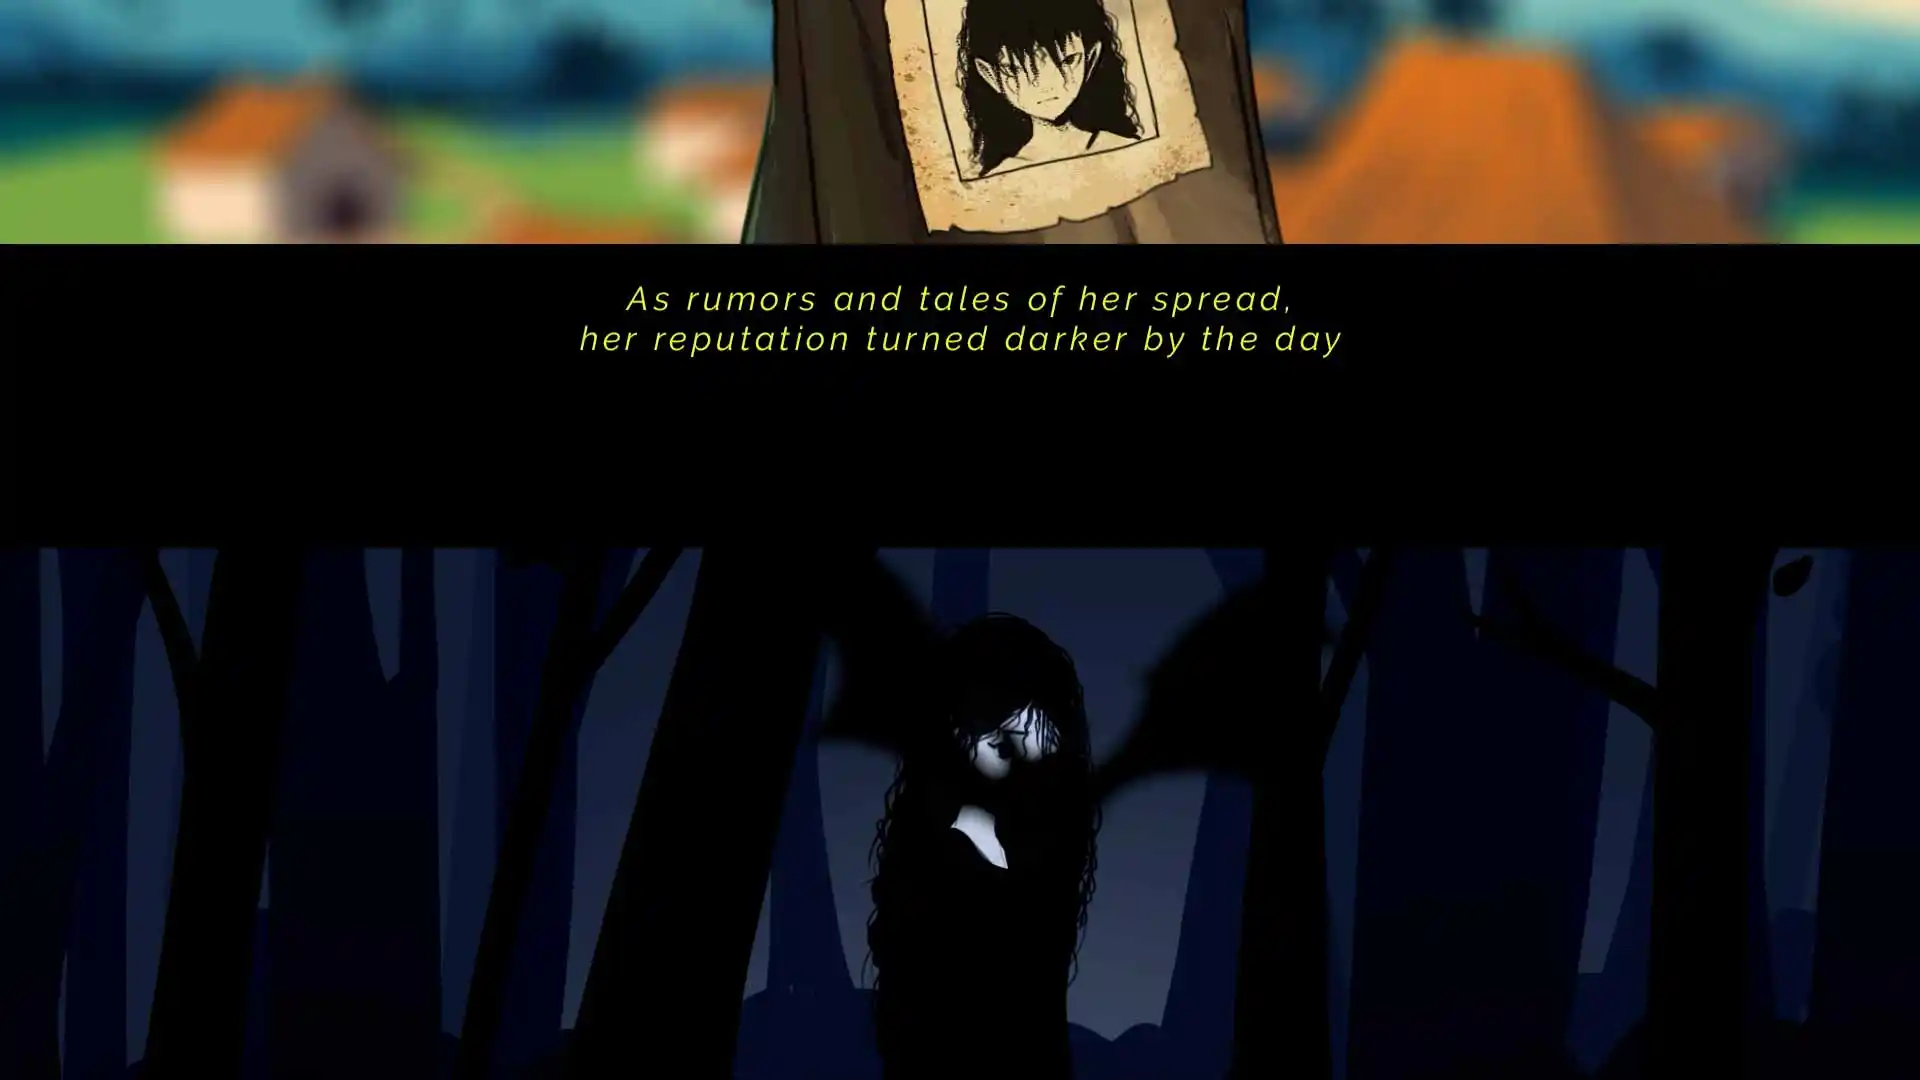 As rumors and tales of her spread,
her reputation turned darker by the day